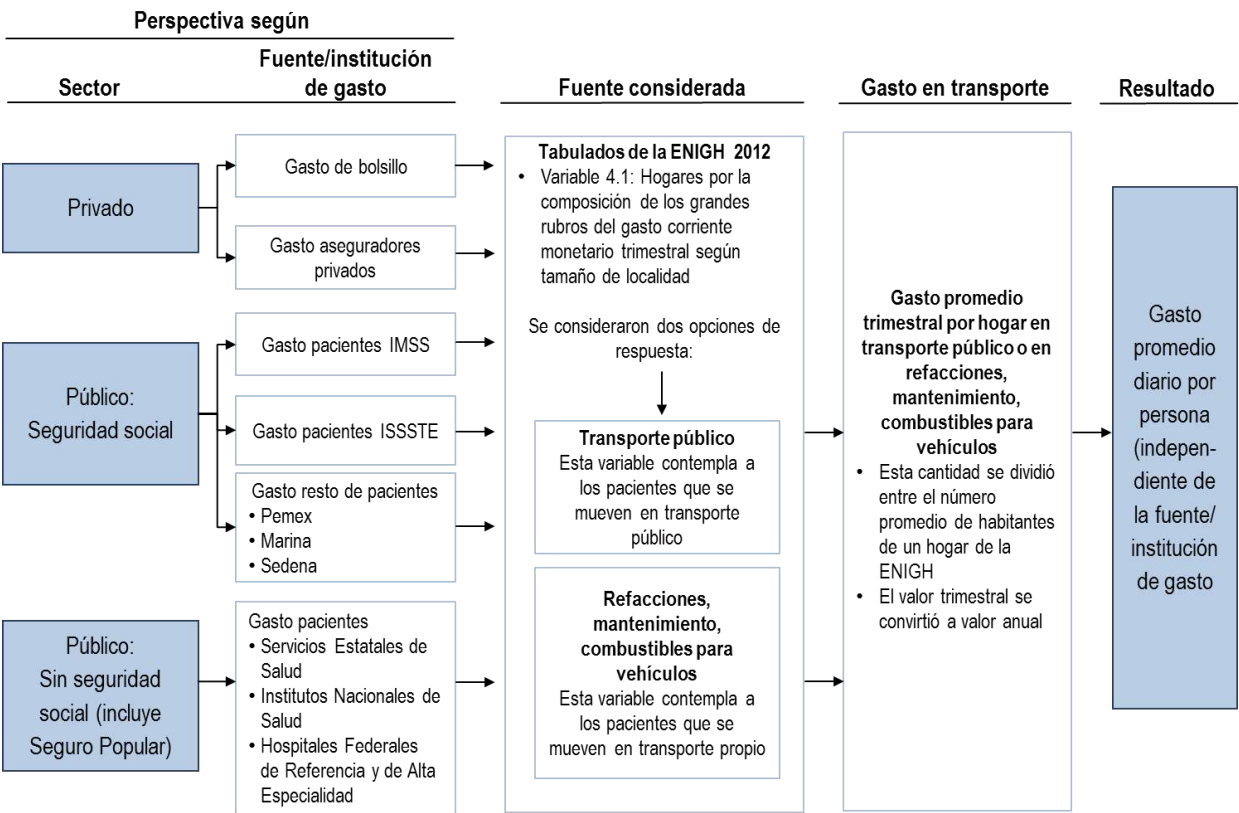 Perspectiva según
Sector
Fuente/institución
de gasto
Fuente considerada
Gasto en transporte
Resultado
Privado
Gasto de bolsillo
Gasto aseguradores
privados
Público:
Seguridad social
Gasto pacientes IMSS
Gasto pacientes ISSSTE
Gasto resto de pacientes
• Pemex
• Marina
• Sedena
Público:
Sin seguridad
social (incluye
Seguro Popular)
Gasto pacientes
• Servicios Estatales de
Salud
• Institutos Nacionales de
Salud
• Hospitales Federales
de Referencia y de Alta
Especialidad
Tabulados de la ENIGH 2012
• Variable 4.1: Hogares por la
composición de los grandes
rubros del gasto corriente
monetario trimestral según
tamaño de localidad
Se consideraron dos opciones de
respuesta:
Transporte público
Esta variable contempla a
los pacientes que se
mueven en transporte
público
Refacciones,
mantenimiento,
combustibles para
vehículos
Esta variable contempla a
los pacientes que se
mueven en transporte propio
Gasto promedio
trimestral por hogar en
transporte público o en
refacciones,
mantenimiento,
combustibles para
vehículos
• Esta cantidad se dividió
entre el número
promedio de habitantes
de un hogar de la
ENIGH
• El valor trimestral se
convirtió a valor anual
Gasto
promedio
diario por
persona
(indepen-
diente de
la fuente/
institución
de gasto